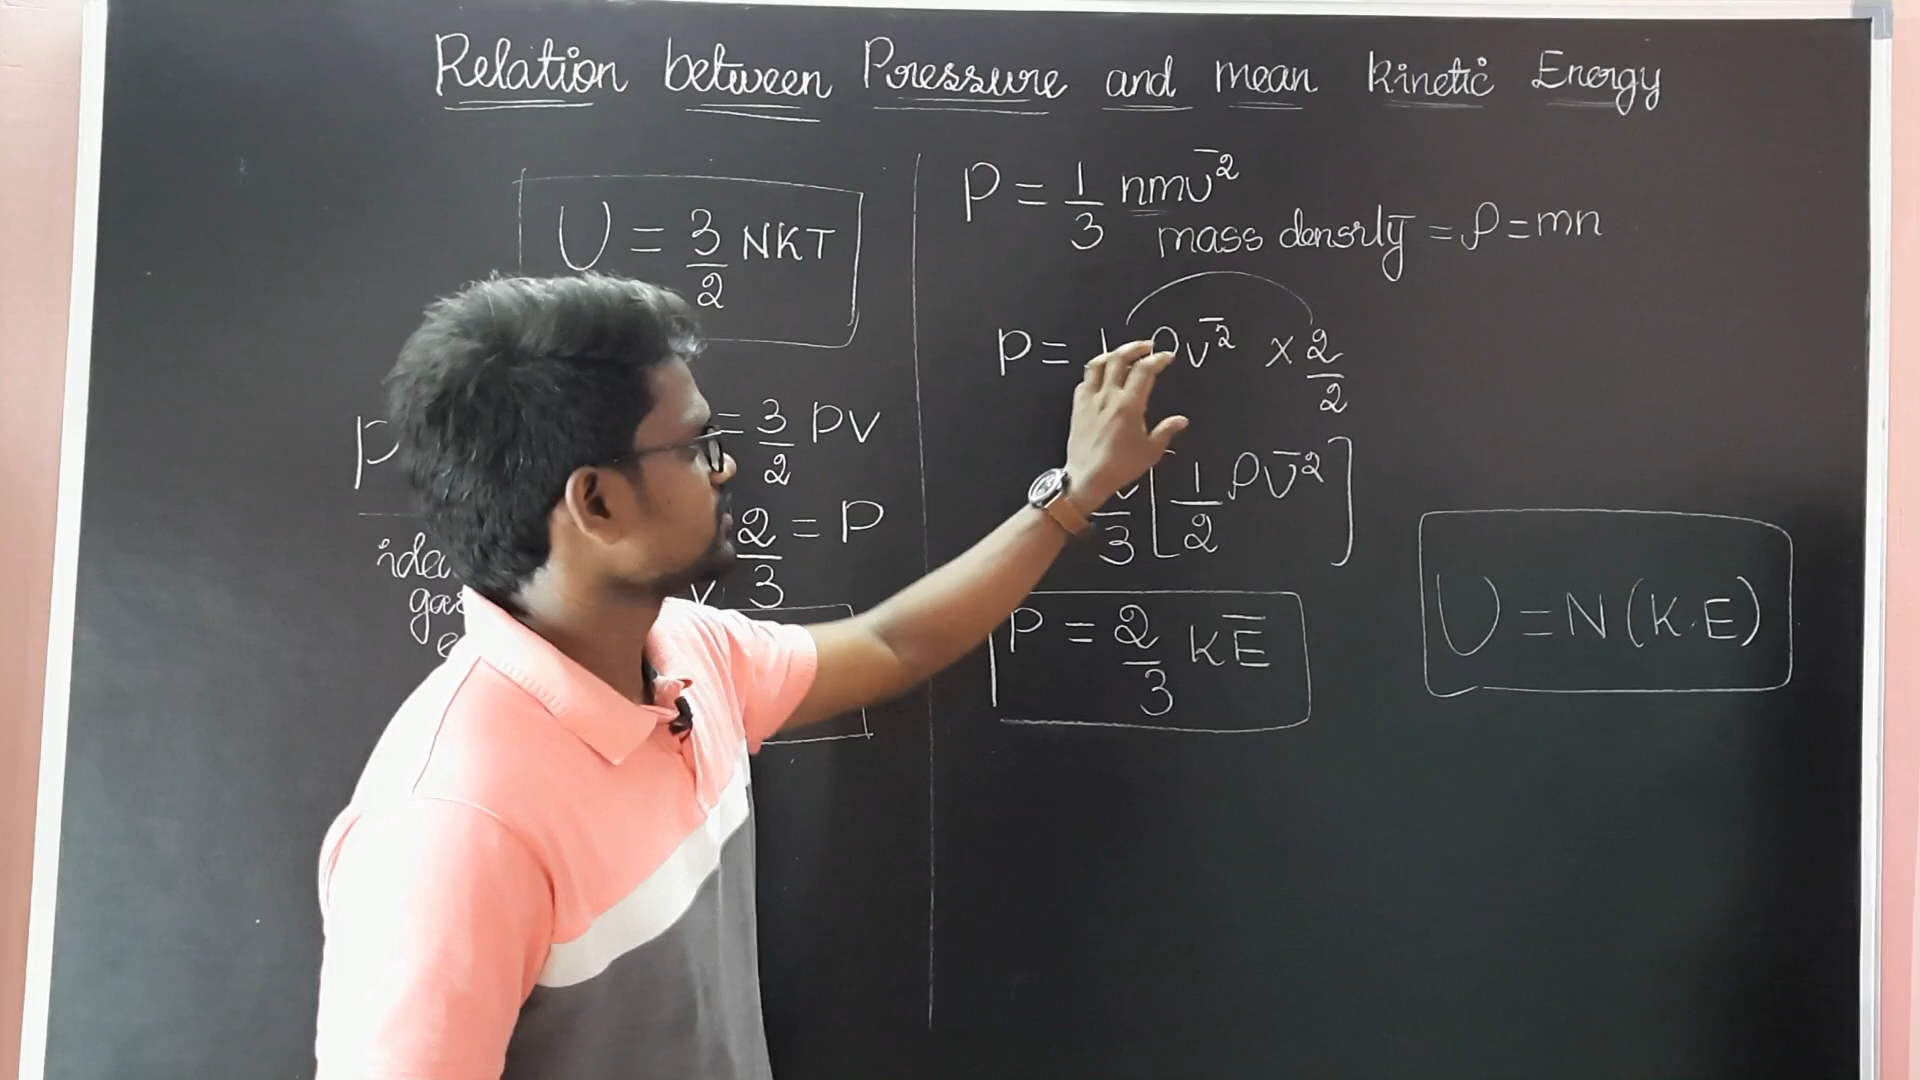 Relation between Pressure and mean Kinetic Energy
U = 3/2 NKT
P
= 3/2 PV
2/3 = P
V
P = 1/3 nmv̅²
mass density = ρ = mn
P = 1 ρv̅² × 2/2
3 [1/2 ρv̅²]
P = 2/3 KE̅
U = N(K.E)